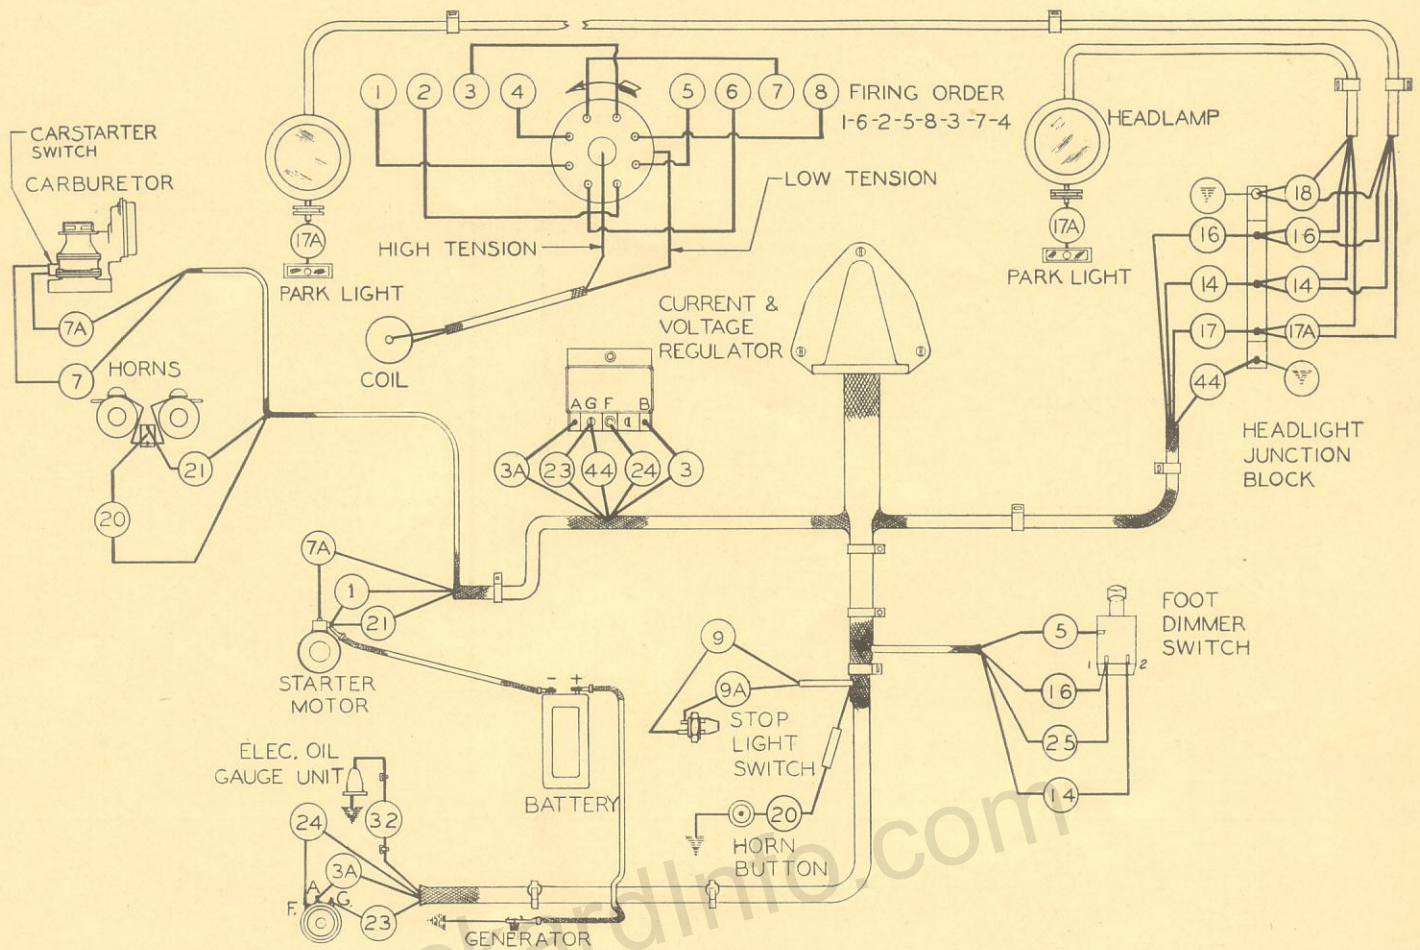 1
2
3
4
5
6
7
8
FIRING ORDER
1-6-2-5-8-3-7-4
CARSTARTER
SWITCH
CARBURETOR
7A
7
HORNS
21
20
17A
PARK LIGHT
HIGH TENSION
LOW TENSION
COIL
CURRENT &
VOLTAGE
REGULATOR
A G F B
3A
23
44
24
3
HEADLAMP
17A
PARK LIGHT
18
16
16
14
14
17
17A
44
HEADLIGHT
JUNCTION
BLOCK
7A
1
21
STARTER
MOTOR
- +
BATTERY
ELEC. OIL
GAUGE UNIT
32
24
3A
23
F. A G.
GENERATOR
9
9A
STOP
LIGHT
SWITCH
20
HORN
BUTTON
5
16
25
14
1 2
FOOT
DIMMER
SWITCH
ckardInfo.com